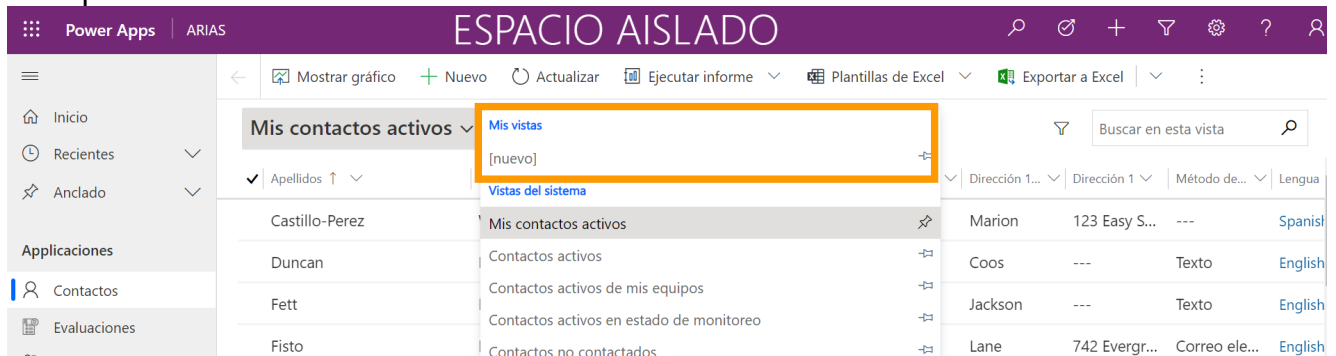 Power Apps ARIAS ESPACIO AISLADO
Mostrar gráfico Nuevo Actualizar Ejecutar informe Plantillas de Excel Exportar a Excel
Inicio
Mis contactos activos
Mis vistas
Buscar en esta vista
Recientes
[nuevo]
Anclado
Apellidos ↑
Vistas del sistema
Dirección 1... Dirección 1 Método de... Lengua
Castillo-Perez Mis contactos activos Marion 123 Easy S... --- Spanish
Applicaciones
Duncan Contactos activos Coos --- Texto English
Contactos
Contactos activos de mis equipos
Fett Jackson --- Texto English
Evaluaciones
Contactos activos en estado de monitoreo
Fisto Contactos no contactados Lane 742 Evergr... Correo ele... English